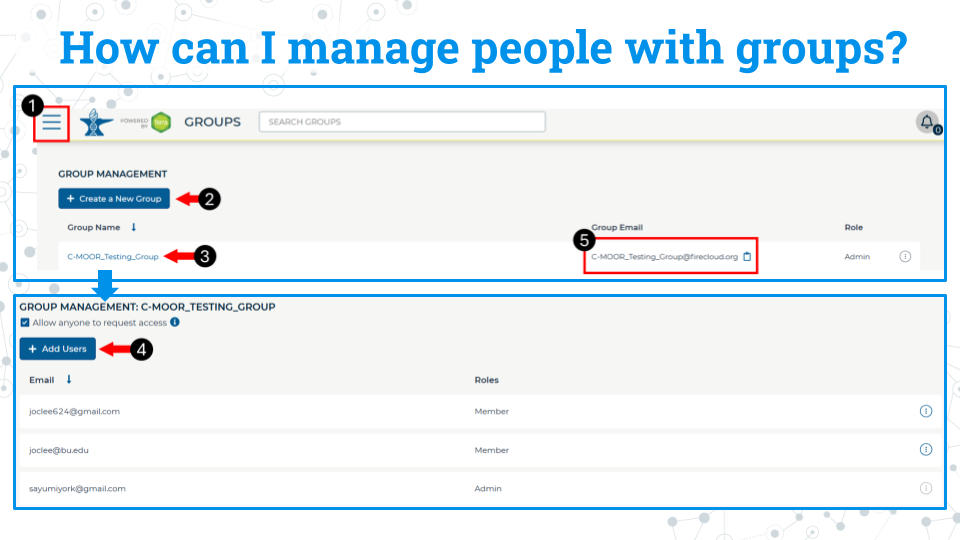 How can I manage people with groups?
1
POWERED BY Terra GROUPS SEARCH GROUPS 0
GROUP MANAGEMENT
+ Create a New Group 2
Group Name ↓ Group Email Role
5
C-MOOR_Testing_Group 3 C-MOOR_Testing_Group@firecloud.org Admin
GROUP MANAGEMENT: C-MOOR_TESTING_GROUP
Allow anyone to request access
+ Add Users 4
Email ↓ Roles
joclee624@gmail.com Member
joclee@bu.edu Member
sayumiyork@gmail.com Admin